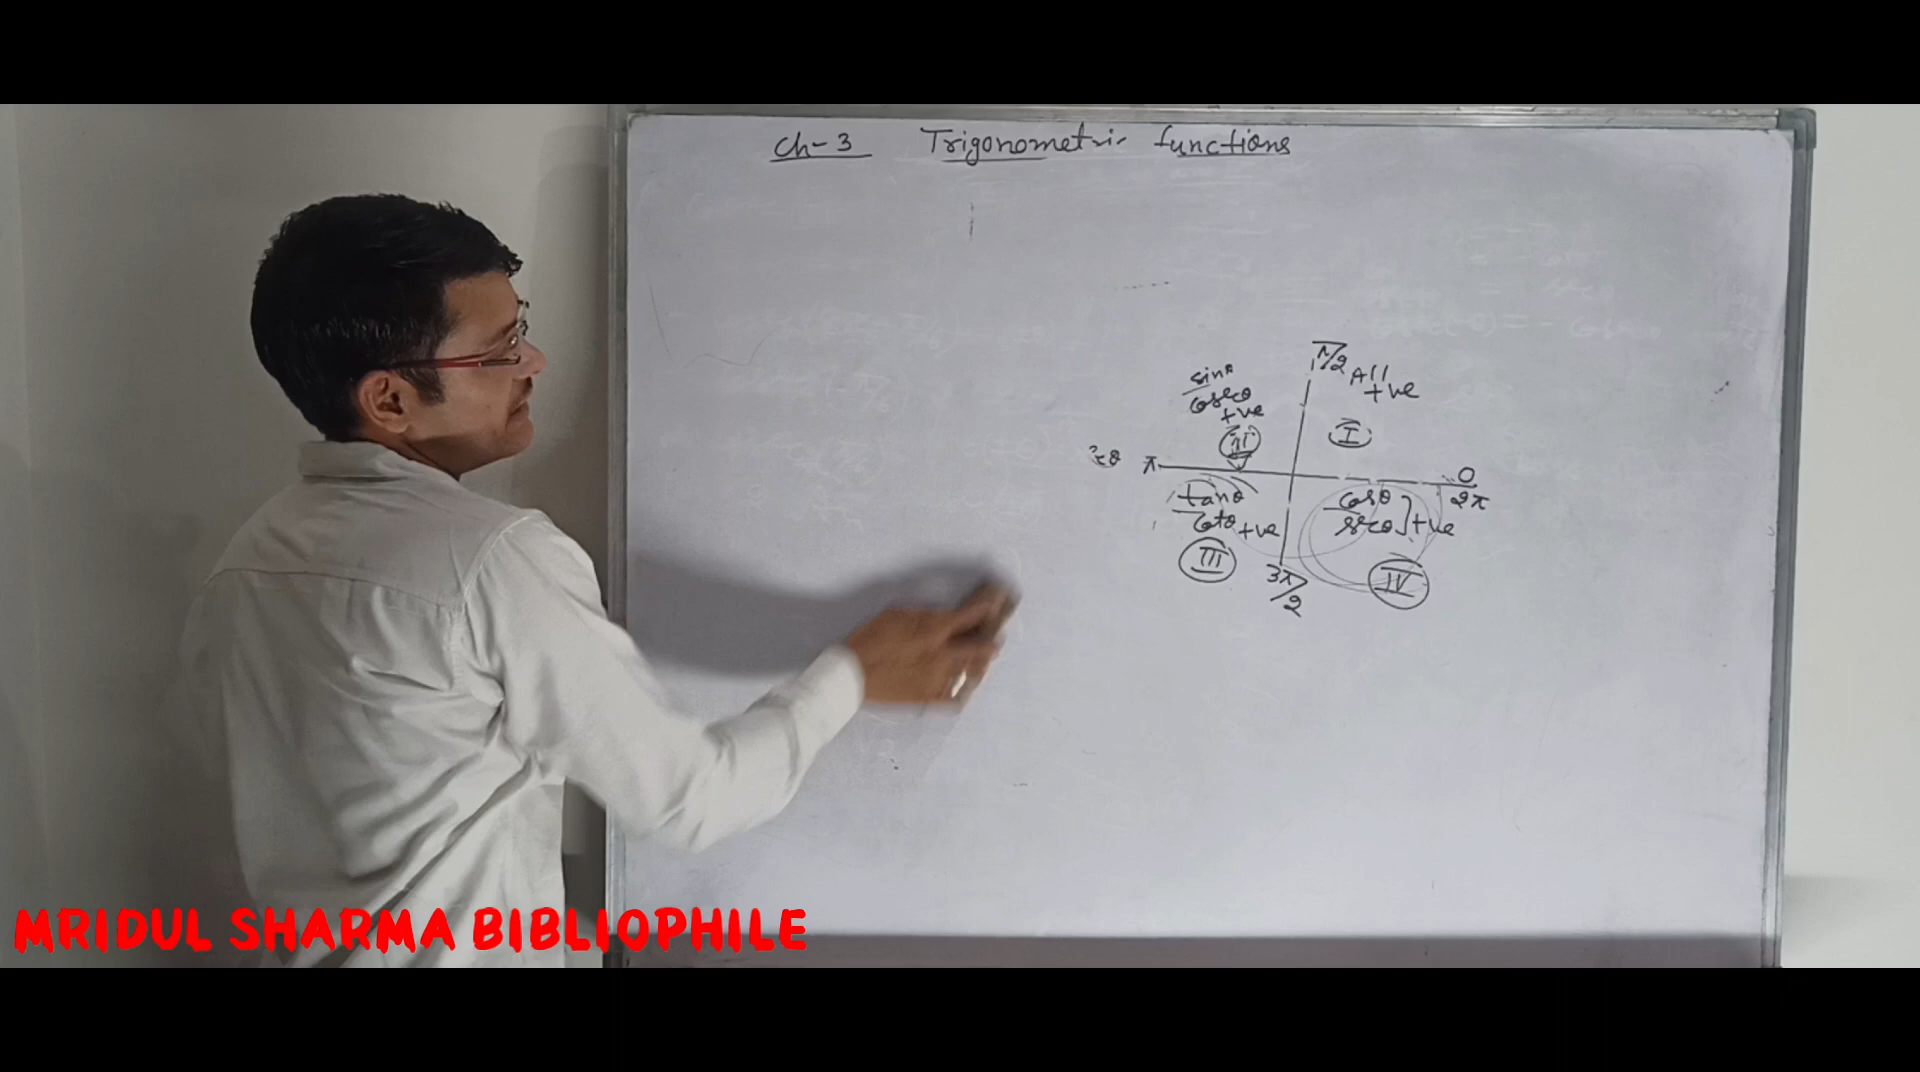 Ch-3 Trigonometric functions
π/2
All
+ve
sinθ
cosecθ
+ve
II
I
π
0
2π
tanθ
cotθ +ve
III
cosθ
secθ ] +ve
IV
3π/2
MRIDUL SHARMA BIBLIOPHILE